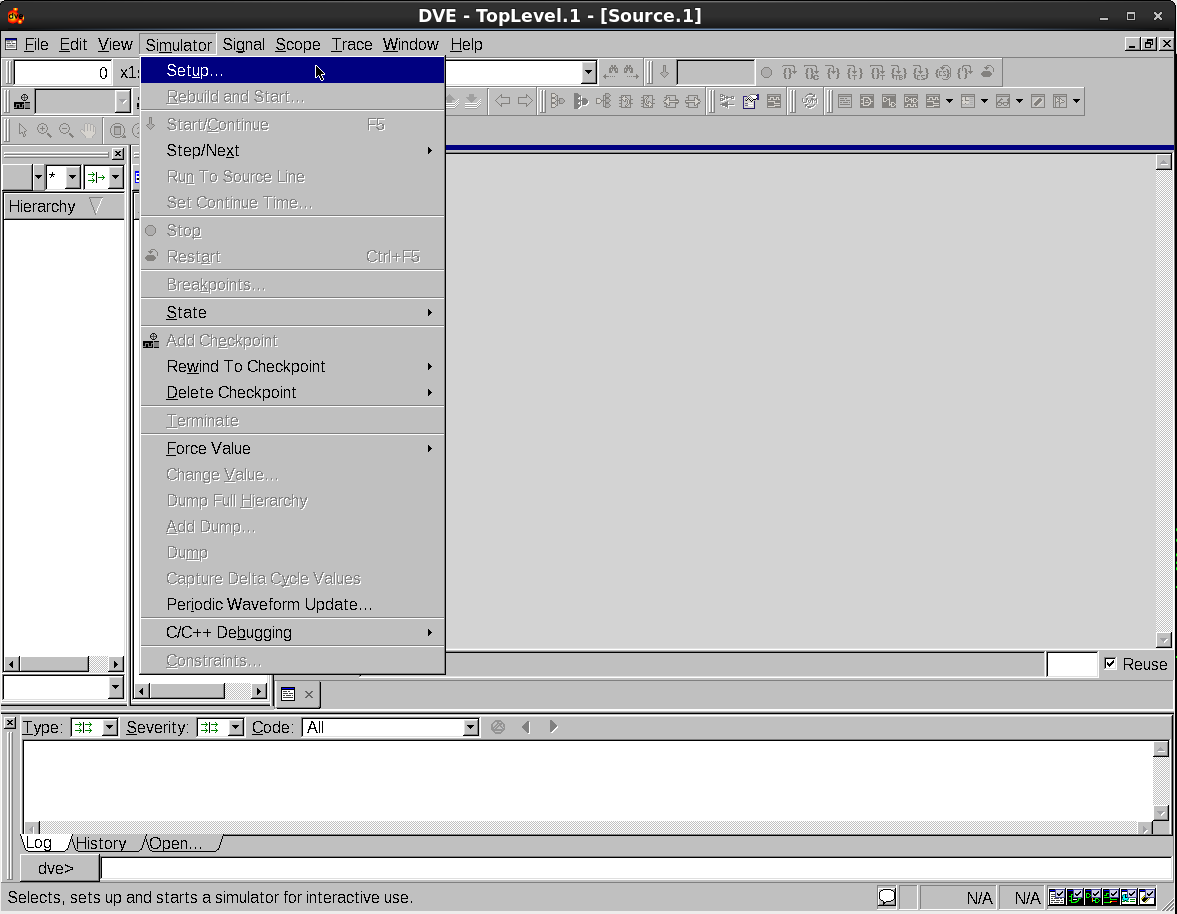 DVE - TopLevel.1 - [Source.1]
File Edit View Simulator Signal Scope Trace Window Help
0 x1
Setup...
Rebuild and Start...
Start/Continue F5
Step/Next
Run To Source Line
Set Continue Time...
Stop
Restart Ctrl+F5
Breakpoints...
State
Add Checkpoint
Rewind To Checkpoint
Delete Checkpoint
Terminate
Force Value
Change Value...
Dump Full Hierarchy
Add Dump...
Dump
Capture Delta Cycle Values
Periodic Waveform Update...
C/C++ Debugging
Constraints...
*
Hierarchy
Reuse
Type: Severity: Code: All
Log History Open...
dve>
Selects, sets up and starts a simulator for interactive use. N/A N/A